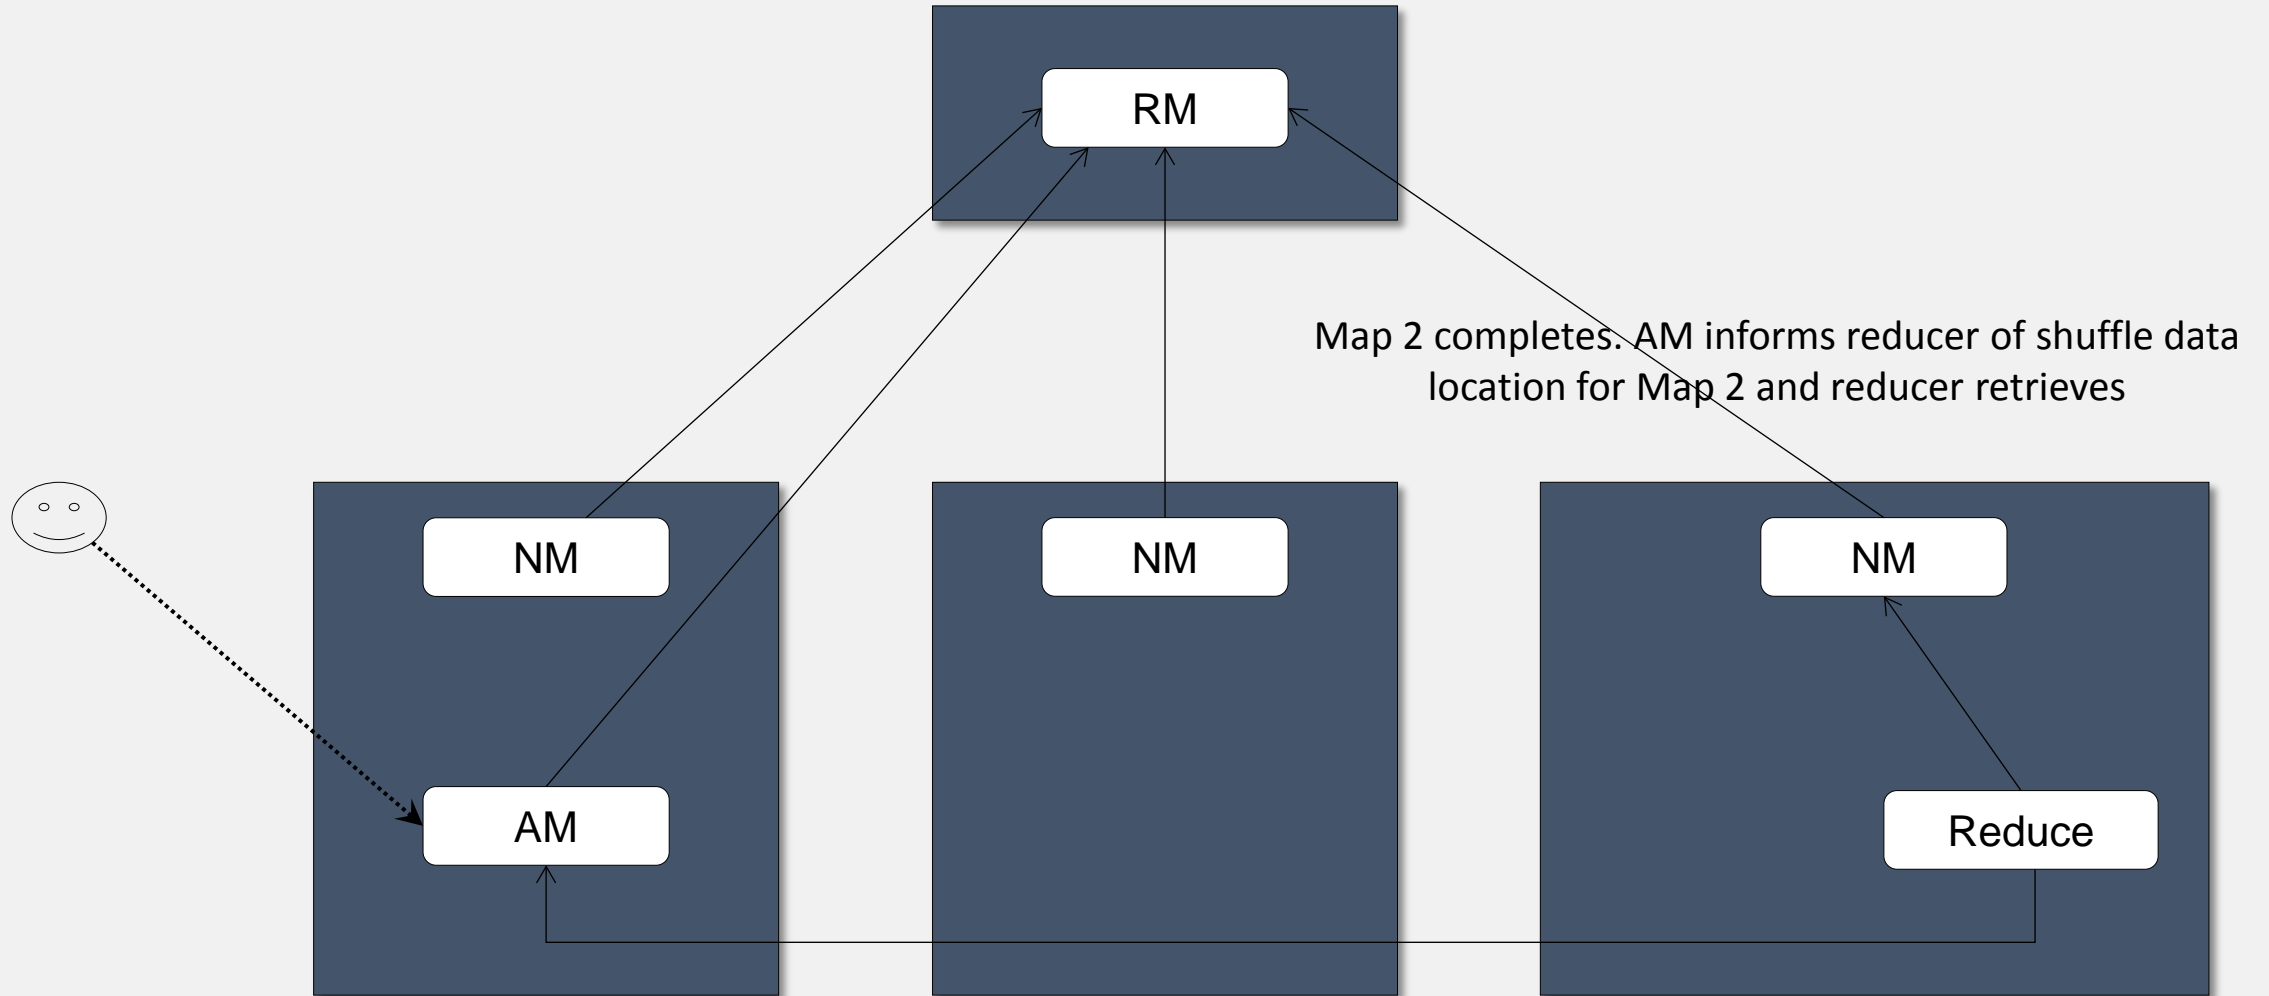 RM
Map 2 completes. AM informs reducer of shuffle data
location for Map 2 and reducer retrieves
NM
NM
NM
AM
Reduce